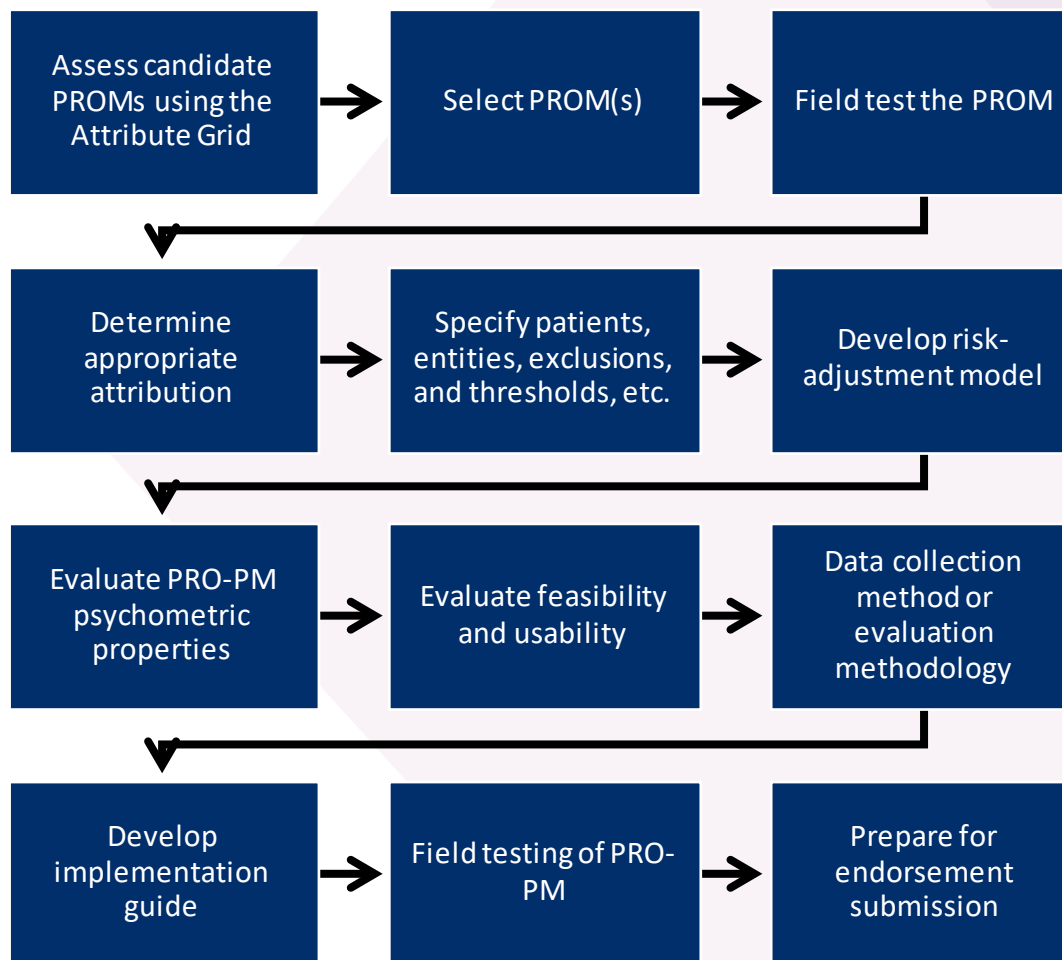 Assess candidate
PROMs using the
Attribute Grid
Select PROM(s)
Field test the PROM
Determine
appropriate
attribution
Specify patients,
entities, exclusions,
and thresholds, etc.
Develop risk-
adjustment model
Evaluate PRO-PM
psychometric
properties
Evaluate feasibility
and usability
Data collection
method or
evaluation
methodology
Develop
implementation
guide
Field testing of PRO-
PM
Prepare for
endorsement
submission